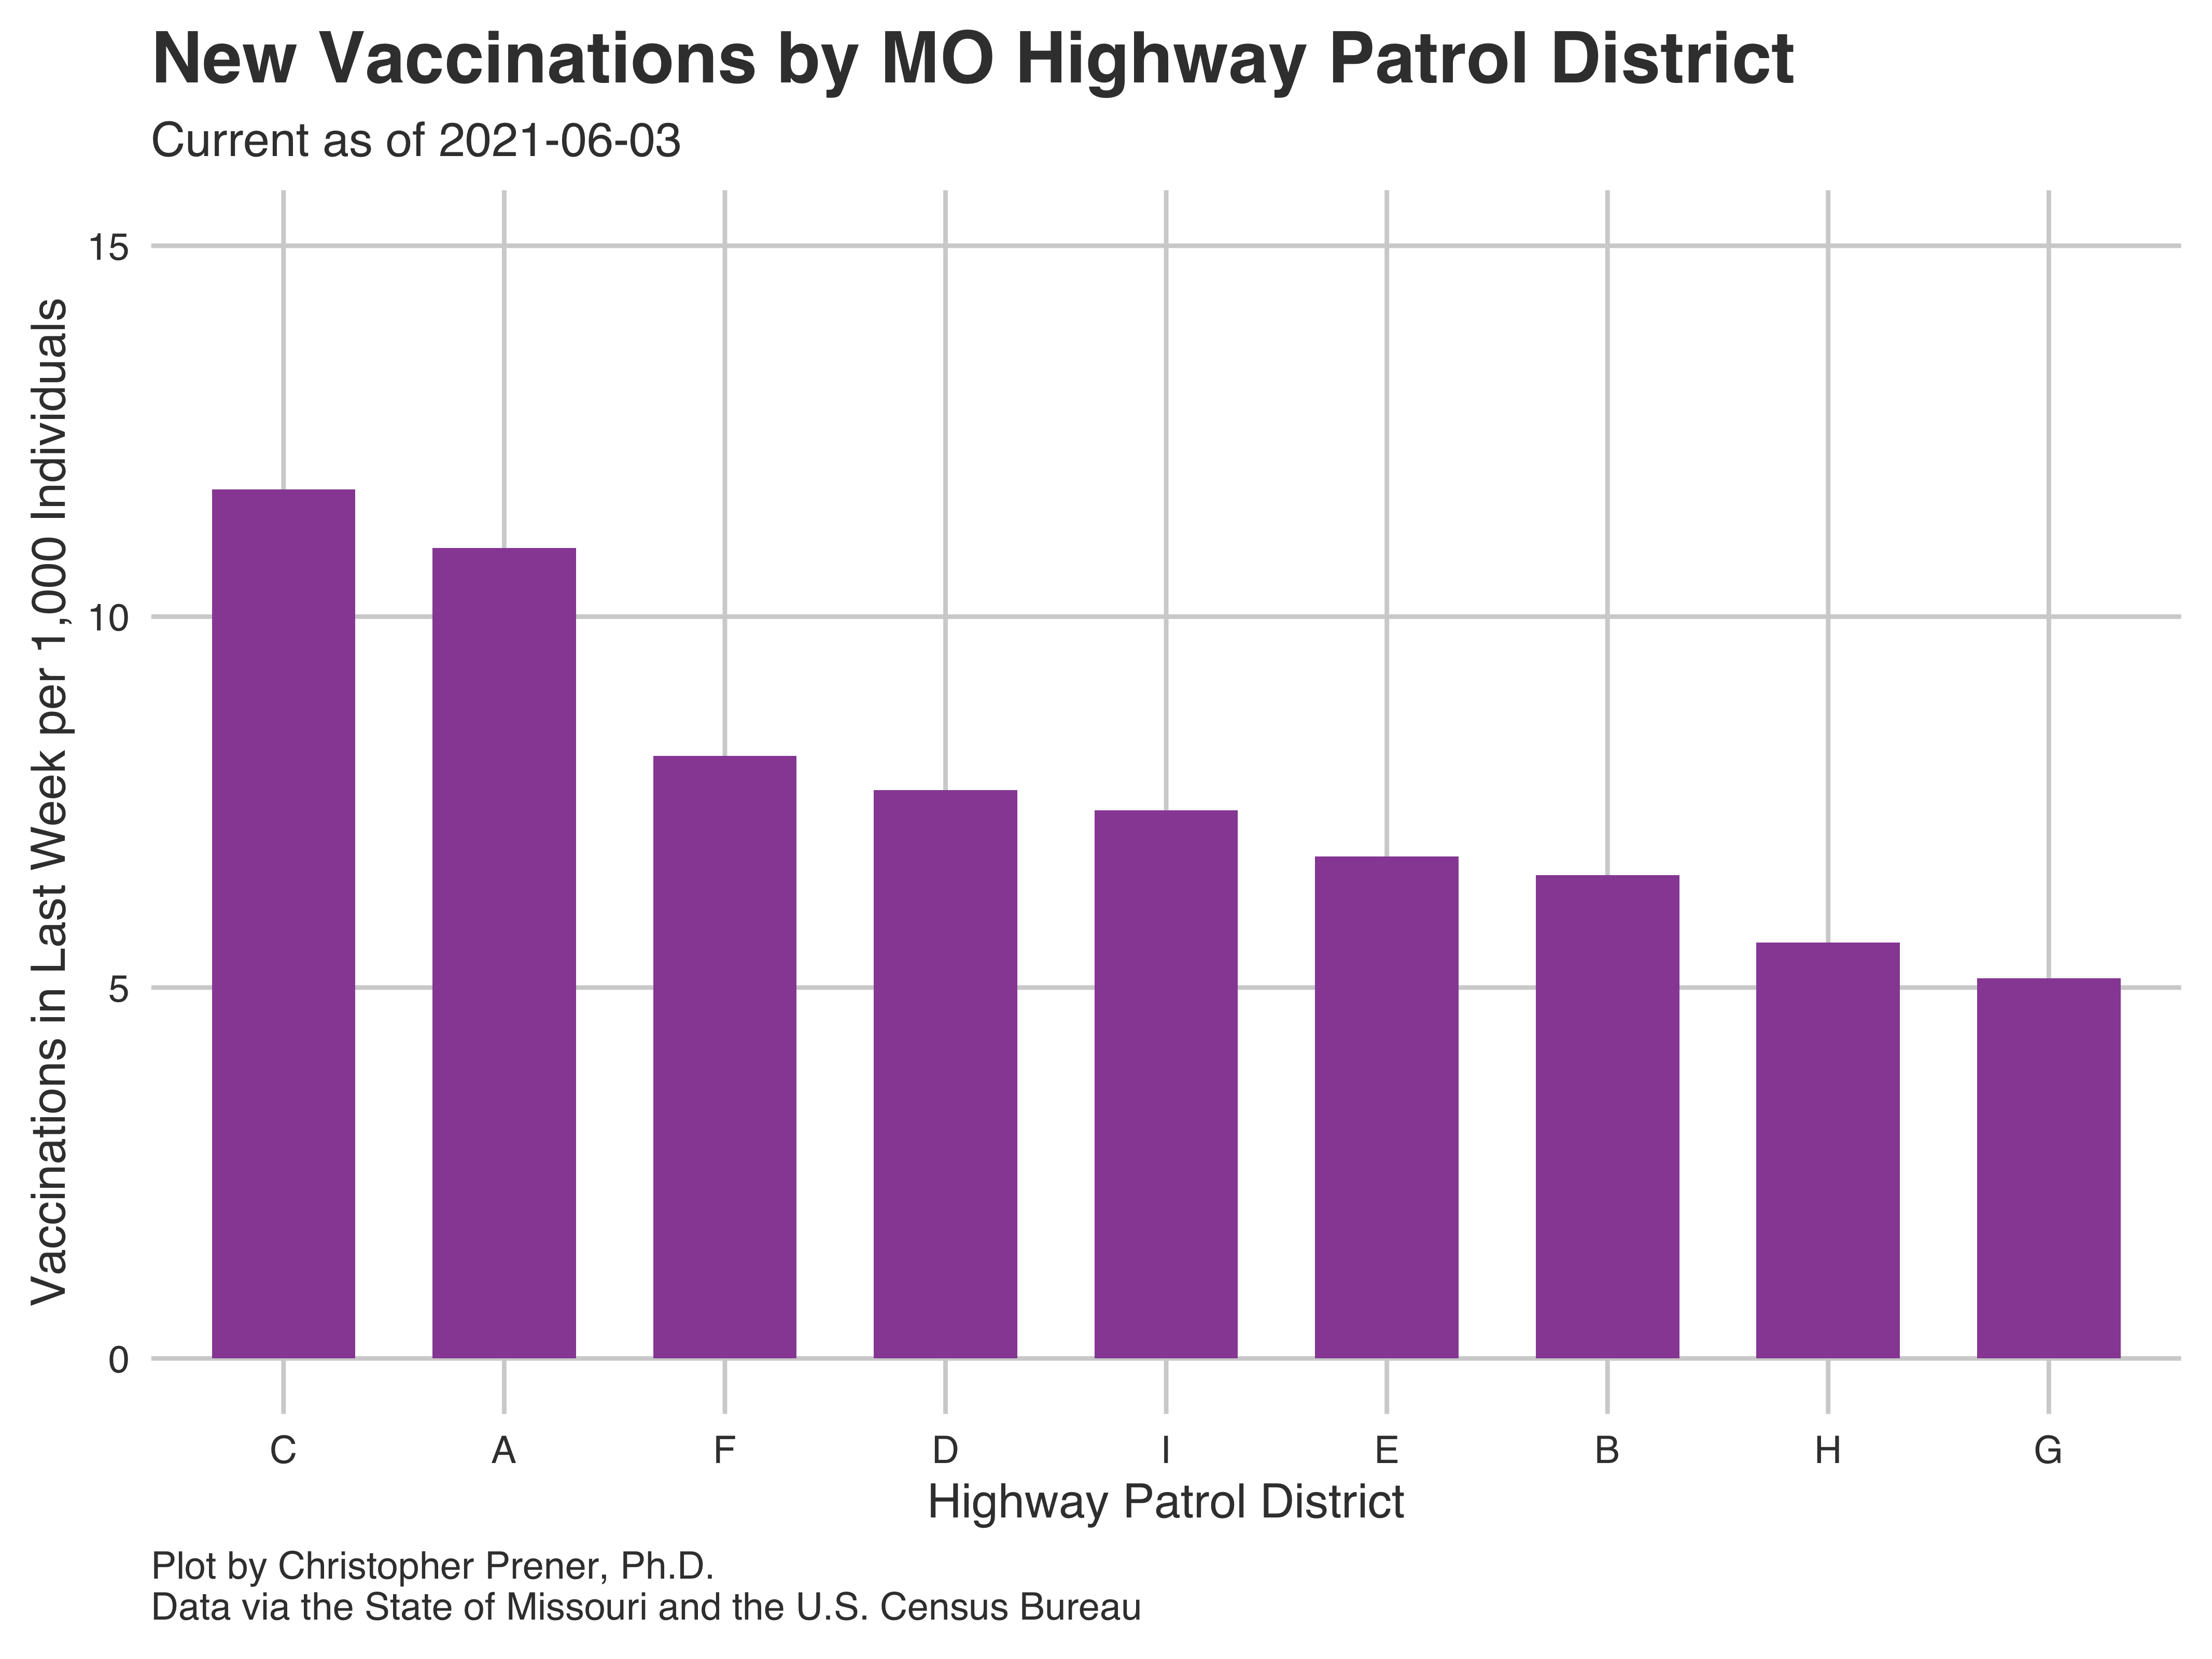 New Vaccinations by MO Highway Patrol District
Current as of 2021-06-03
Vaccinations in Last Week per 1,000 Individuals
15
10
5
0
C A F D I E B H G
Highway Patrol District
Plot by Christopher Prener, Ph.D.
Data via the State of Missouri and the U.S. Census Bureau